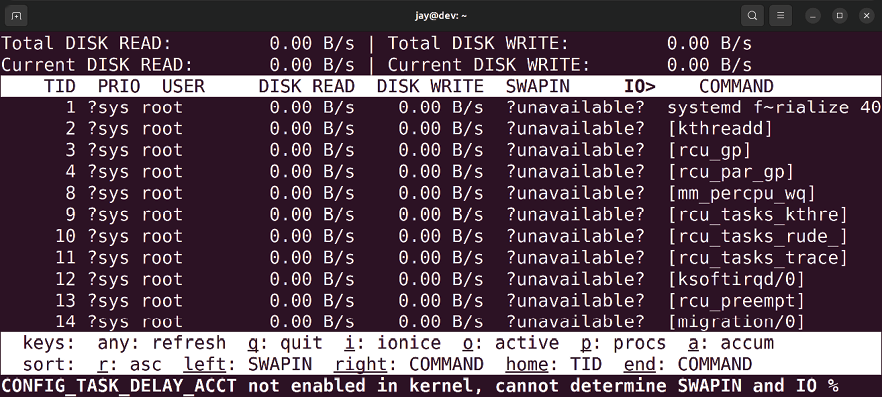 jay@dev: ~
Total DISK READ: 0.00 B/s | Total DISK WRITE: 0.00 B/s
Current DISK READ: 0.00 B/s | Current DISK WRITE: 0.00 B/s
TID PRIO USER DISK READ DISK WRITE SWAPIN IO> COMMAND
1 ?sys root 0.00 B/s 0.00 B/s ?unavailable? systemd f~rialize 40
2 ?sys root 0.00 B/s 0.00 B/s ?unavailable? [kthreadd]
3 ?sys root 0.00 B/s 0.00 B/s ?unavailable? [rcu_gp]
4 ?sys root 0.00 B/s 0.00 B/s ?unavailable? [rcu_par_gp]
8 ?sys root 0.00 B/s 0.00 B/s ?unavailable? [mm_percpu_wq]
9 ?sys root 0.00 B/s 0.00 B/s ?unavailable? [rcu_tasks_kthre]
10 ?sys root 0.00 B/s 0.00 B/s ?unavailable? [rcu_tasks_rude_]
11 ?sys root 0.00 B/s 0.00 B/s ?unavailable? [rcu_tasks_trace]
12 ?sys root 0.00 B/s 0.00 B/s ?unavailable? [ksoftirqd/0]
13 ?sys root 0.00 B/s 0.00 B/s ?unavailable? [rcu_preempt]
14 ?sys root 0.00 B/s 0.00 B/s ?unavailable? [migration/0]
keys: any: refresh q: quit i: ionice o: active p: procs a: accum
sort: r: asc left: SWAPIN right: COMMAND home: TID end: COMMAND
CONFIG_TASK_DELAY_ACCT not enabled in kernel, cannot determine SWAPIN and IO %